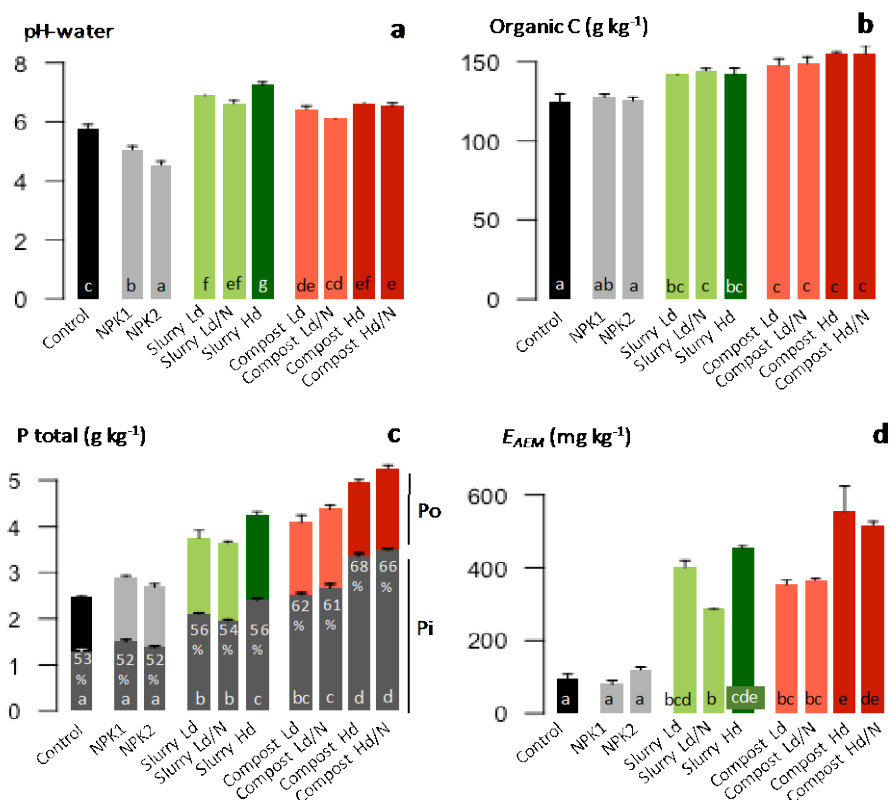 pH-water a
8
6
4
2
0
c b a f ef g de cd ef e
Control NPK1 NPK2 Slurry Ld Slurry Ld/N Slurry Hd Compost Ld Compost Ld/N Compost Hd Compost Hd/N
Organic C (g kg⁻¹) b
150
100
50
0
a ab a bc c bc c c c c
Control NPK1 NPK2 Slurry Ld Slurry Ld/N Slurry Hd Compost Ld Compost Ld/N Compost Hd Compost Hd/N
P total (g kg⁻¹) c
5
4
3
2
1
0
53 % 52 % 52 % 56 % 54 % 56 % 62 % 61 % 68 % 66 %
a a a b b c bc c d d
Po
Pi
Control NPK1 NPK2 Slurry Ld Slurry Ld/N Slurry Hd Compost Ld Compost Ld/N Compost Hd Compost Hd/N
E_AEM (mg kg⁻¹) d
600
400
200
0
a a a bcd b cde bc bc e de
Control NPK1 NPK2 Slurry Ld Slurry Ld/N Slurry Hd Compost Ld Compost Ld/N Compost Hd Compost Hd/N